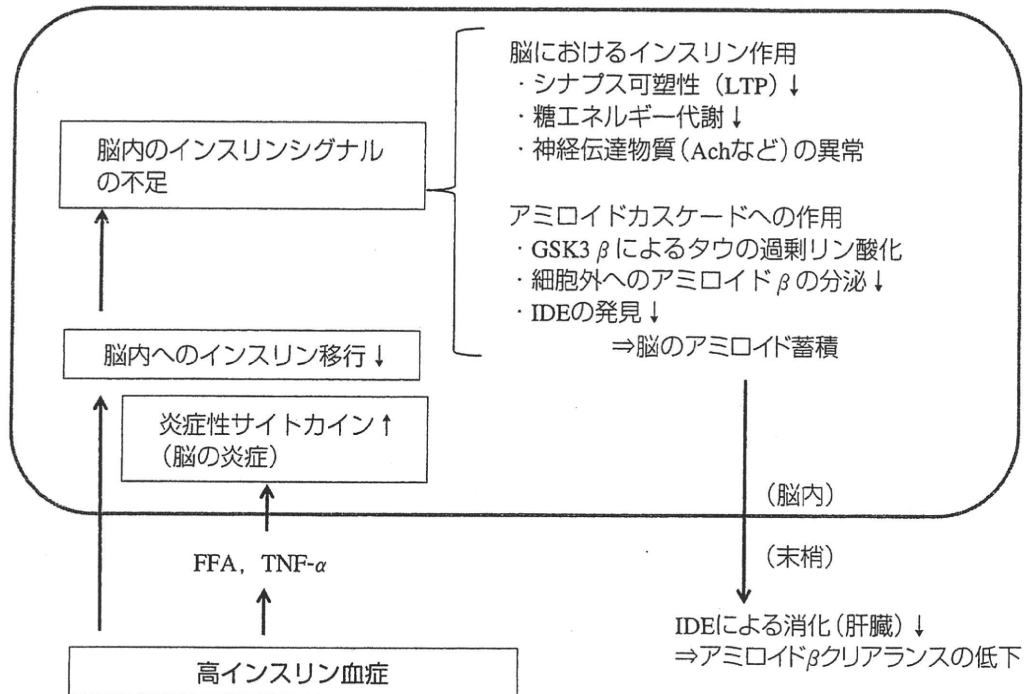 脳におけるインスリン作用
・シナプス可塑性（LTP）↓
・糖エネルギー代謝↓
・神経伝達物質（Achなど）の異常
脳内のインスリンシグナル
の不足
アミロイドカスケードへの作用
・GSK3βによるタウの過剰リン酸化
・細胞外へのアミロイドβの分泌↓
・IDEの発見↓
⇒脳のアミロイド蓄積
脳内へのインスリン移行↓
炎症性サイトカイン↑
（脳の炎症）
（脳内）
（末梢）
FFA，TNF-α
IDEによる消化（肝臓）↓
⇒アミロイドβクリアランスの低下
高インスリン血症